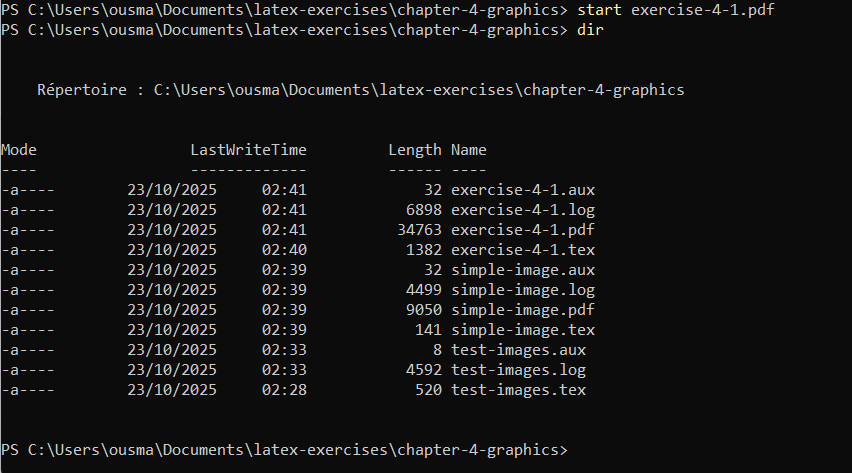 PS C:\Users\ousma\Documents\latex-exercises\chapter-4-graphics> start exercise-4-1.pdf
PS C:\Users\ousma\Documents\latex-exercises\chapter-4-graphics> dir
Répertoire : C:\Users\ousma\Documents\latex-exercises\chapter-4-graphics
Mode                 LastWriteTime         Length Name
----                 -------------         ------ ----
-a----        23/10/2025     02:41             32 exercise-4-1.aux
-a----        23/10/2025     02:41           6898 exercise-4-1.log
-a----        23/10/2025     02:41          34763 exercise-4-1.pdf
-a----        23/10/2025     02:40           1382 exercise-4-1.tex
-a----        23/10/2025     02:39             32 simple-image.aux
-a----        23/10/2025     02:39           4499 simple-image.log
-a----        23/10/2025     02:39           9050 simple-image.pdf
-a----        23/10/2025     02:39            141 simple-image.tex
-a----        23/10/2025     02:33              8 test-images.aux
-a----        23/10/2025     02:33           4592 test-images.log
-a----        23/10/2025     02:28            520 test-images.tex
PS C:\Users\ousma\Documents\latex-exercises\chapter-4-graphics>